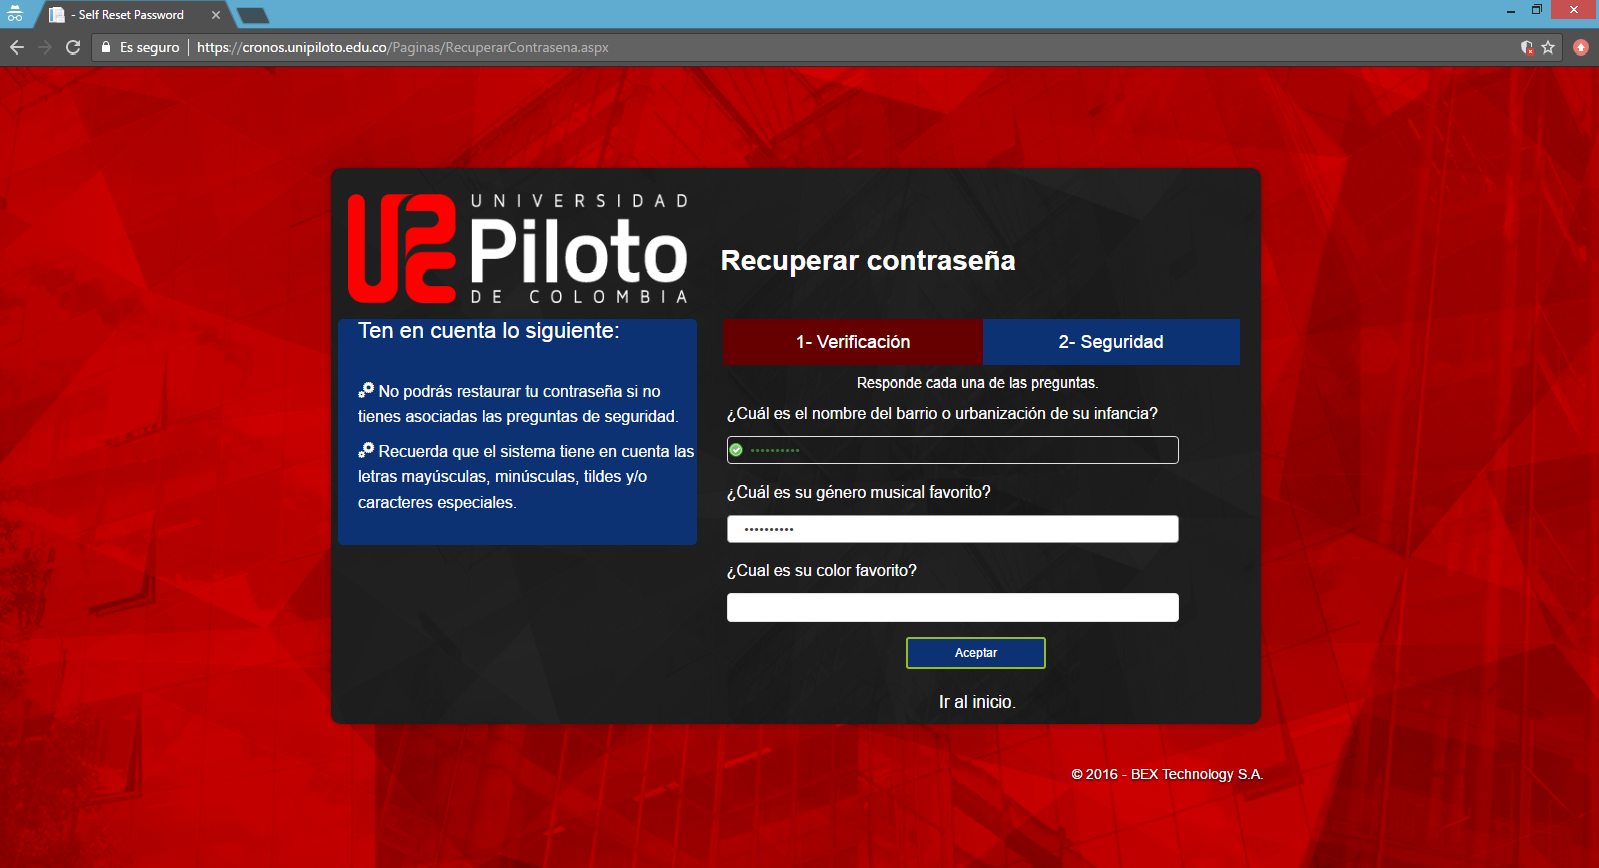 - Self Reset Password
Es seguro
https://cronos.unipiloto.edu.co/Paginas/RecuperarContrasena.aspx
UNIVERSIDAD
Piloto
DE COLOMBIA
Recuperar contraseña
Ten en cuenta lo siguiente:
No podrás restaurar tu contraseña si no
tienes asociadas las preguntas de seguridad.
Recuerda que el sistema tiene en cuenta las
letras mayúsculas, minúsculas, tildes y/o
caracteres especiales.
1- Verificación
2- Seguridad
Responde cada una de las preguntas.
¿Cuál es el nombre del barrio o urbanización de su infancia?
••••••••••
¿Cuál es su género musical favorito?
••••••••••
¿Cual es su color favorito?
Aceptar
Ir al inicio.
© 2016 - BEX Technology S.A.